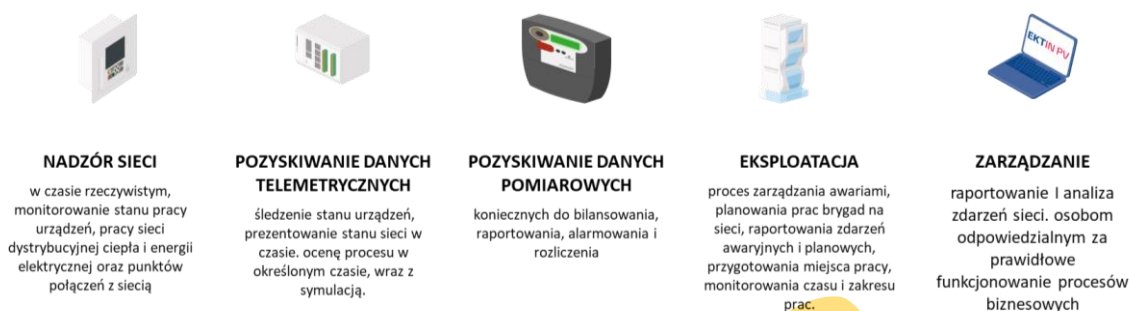 EKTIN PV
NADZÓR SIECI
w czasie rzeczywistym,
monitorowanie stanu pracy
urządzeń, pracy sieci
dystrybucyjnej ciepła i energii
elektrycznej oraz punktów
połączeń z siecią
POZYSKIWANIE DANYCH
TELEMETRYCZNYCH
śledzenie stanu urządzeń,
prezentowanie stanu sieci w
czasie. ocenę procesu w
określonym czasie, wraz z
symulacją.
POZYSKIWANIE DANYCH
POMIAROWYCH
koniecznych do bilansowania,
raportowania, alarmowania i
rozliczenia
EKSPLOATACJA
proces zarządzania awariami,
planowania prac brygad na
sieci, raportowania zdarzeń
awaryjnych i planowych,
przygotowania miejsca pracy,
monitorowania czasu i zakresu
prac.
ZARZĄDZANIE
raportowanie I analiza
zdarzeń sieci. osobom
odpowiedzialnym za
prawidłowe
funkcjonowanie procesów
biznesowych